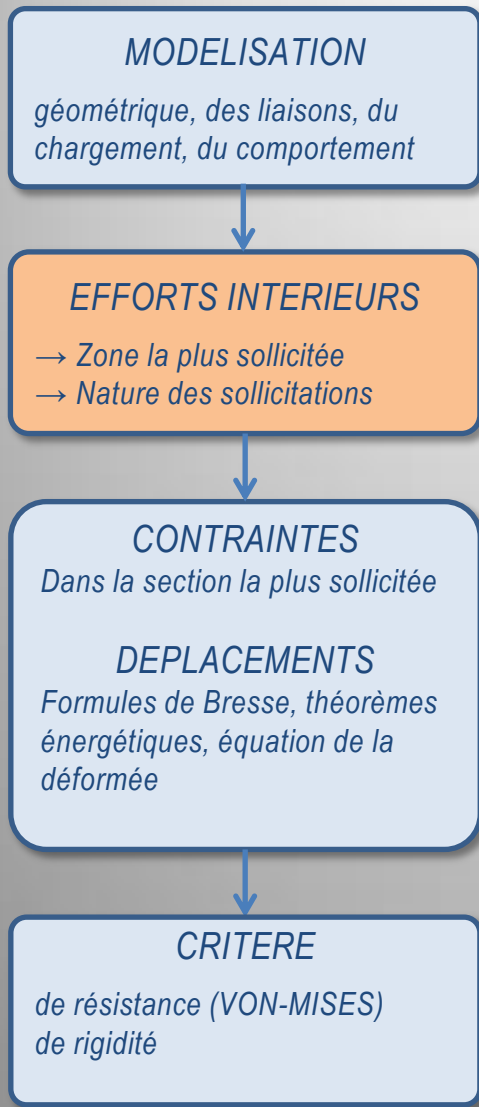 MODELISATION
géométrique, des liaisons, du
chargement, du comportement
EFFORTS INTERIEURS
→ Zone la plus sollicitée
→ Nature des sollicitations
CONTRAINTES
Dans la section la plus sollicitée
DEPLACEMENTS
Formules de Bresse, théorèmes
énergétiques, équation de la
déformée
CRITERE
de résistance (VON-MISES)
de rigidité